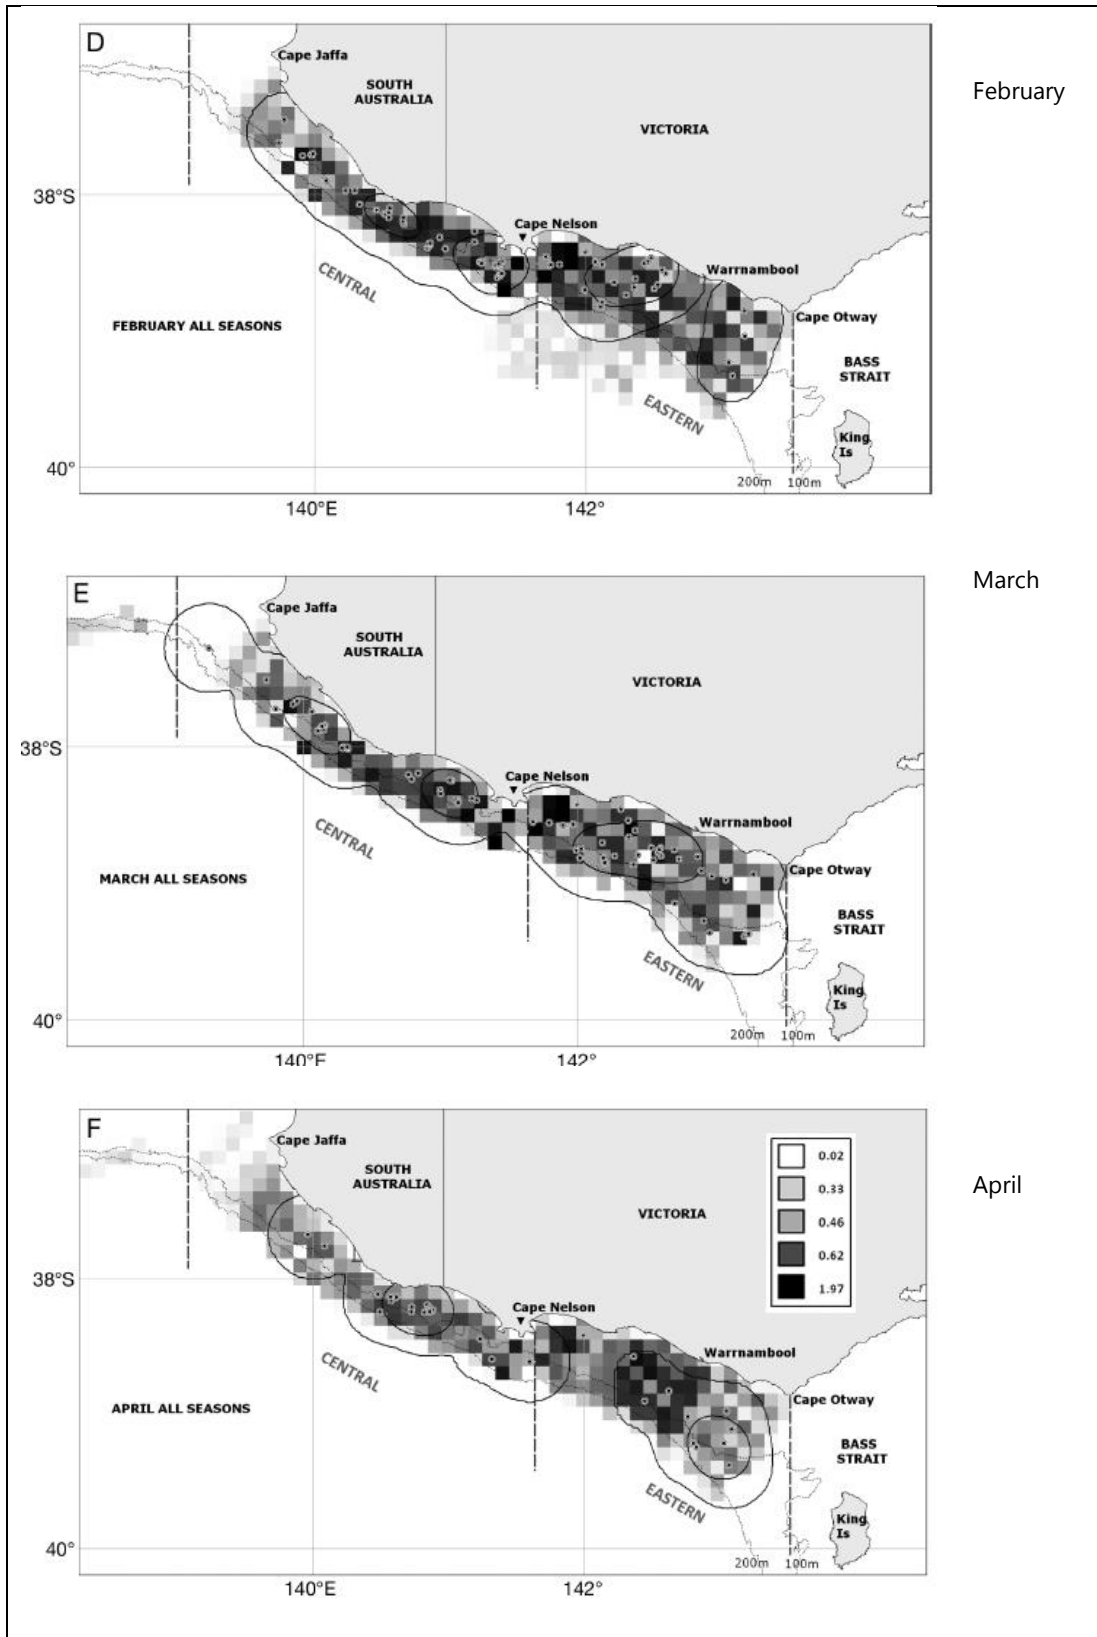 D
Cape Jaffa
SOUTH
AUSTRALIA
VICTORIA
February
38°S
Cape Nelson
CENTRAL
Warrnambool
FEBRUARY ALL SEASONS
Cape Otway
BASS
STRAIT
EASTERN
King
Is
40°
200m 100m
140°E 142°
E
Cape Jaffa
SOUTH
AUSTRALIA
VICTORIA
March
38°S
Cape Nelson
CENTRAL
Warrnambool
MARCH ALL SEASONS
Cape Otway
BASS
STRAIT
EASTERN
King
Is
40°
200m 100m
140°E 142°
F
Cape Jaffa
SOUTH
AUSTRALIA
VICTORIA
0.02
0.33
0.46
0.62
1.97
April
38°S
Cape Nelson
CENTRAL
Warrnambool
APRIL ALL SEASONS
Cape Otway
BASS
STRAIT
EASTERN
King
Is
40°
200m 100m
140°E 142°